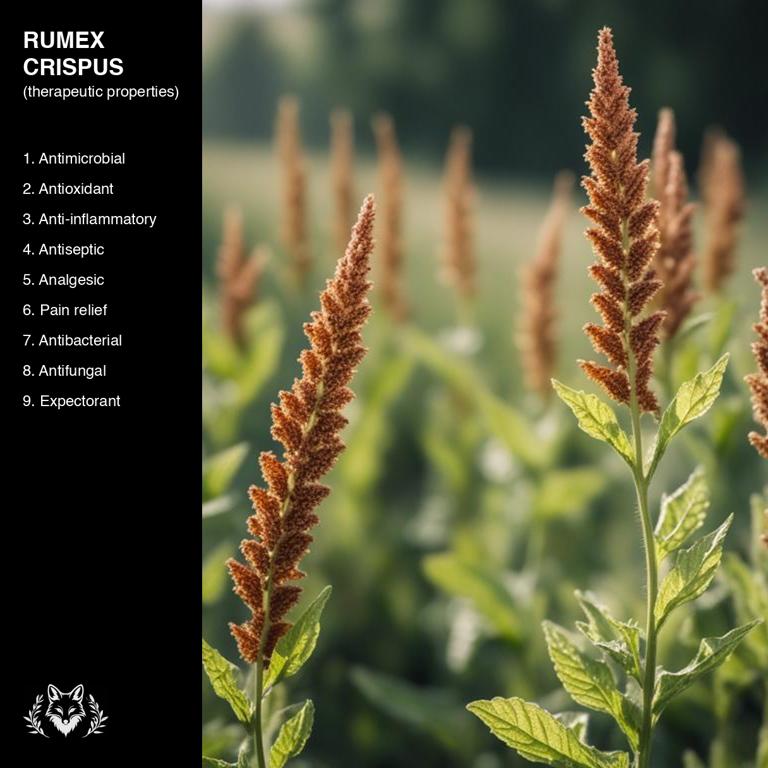 RUMEX
CRISPUS
(therapeutic properties)
1. Antimicrobial
2. Antioxidant
3. Anti-inflammatory
4. Antiseptic
5. Analgesic
6. Pain relief
7. Antibacterial
8. Antifungal
9. Expectorant